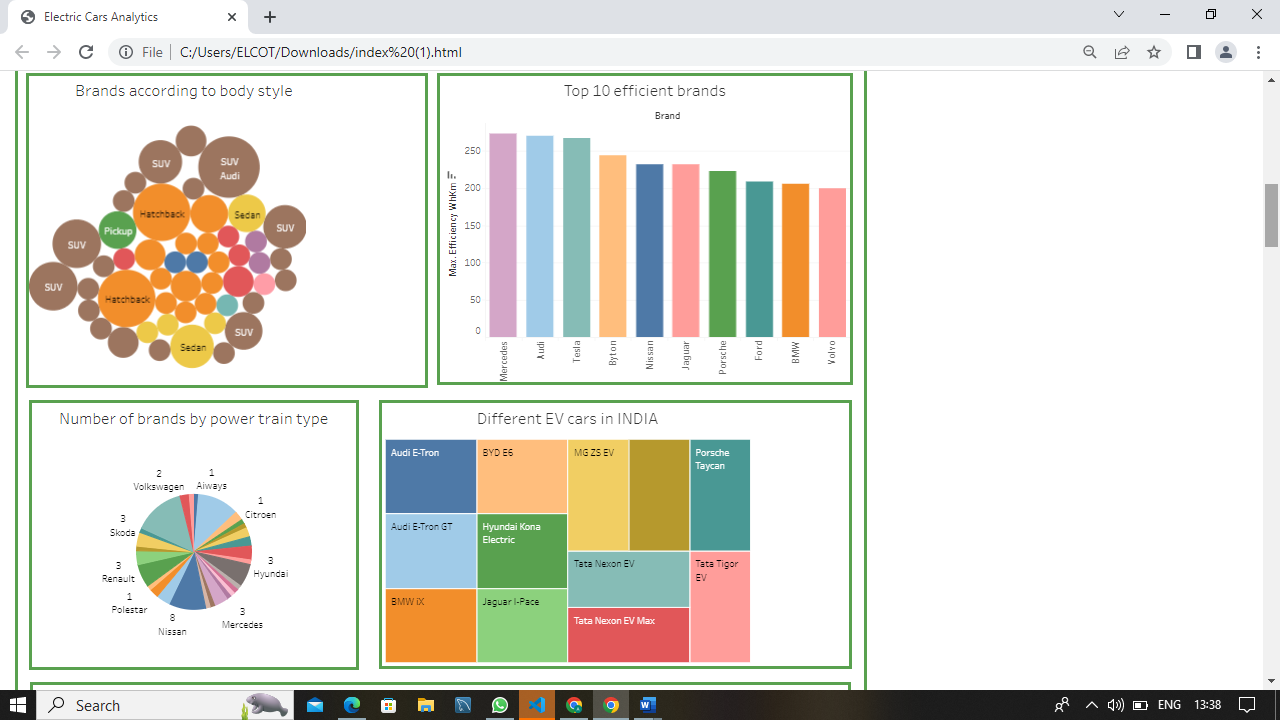 Electric Cars Analytics
File
C:/Users/ELCOT/Downloads/index%20(1).html
Brands according to body style
SUV
SUV
Audi
Hatchback
Sedan
Pickup
SUV
SUV
SUV
Hatchback
SUV
Sedan
Top 10 efficient brands
Brand
Max. Efficiency WhKm
250
200
150
100
50
0
Mercedes
Audi
Tesla
Byton
Nissan
Jaguar
Porsche
Ford
BMW
Volvo
Number of brands by power train type
2
Volkswagen
1
Aiways
1
Citroen
3
Skoda
3
Hyundai
3
Renault
1
Polestar
3
Mercedes
8
Nissan
Different EV cars in INDIA
Audi E-Tron
BYD E6
MG ZS EV
Porsche
Taycan
Audi E-Tron GT
Hyundai Kona
Electric
Tata Nexon EV
Tata Tigor
EV
BMW iX
Jaguar I-Pace
Tata Nexon EV Max
Search
ENG
13:38